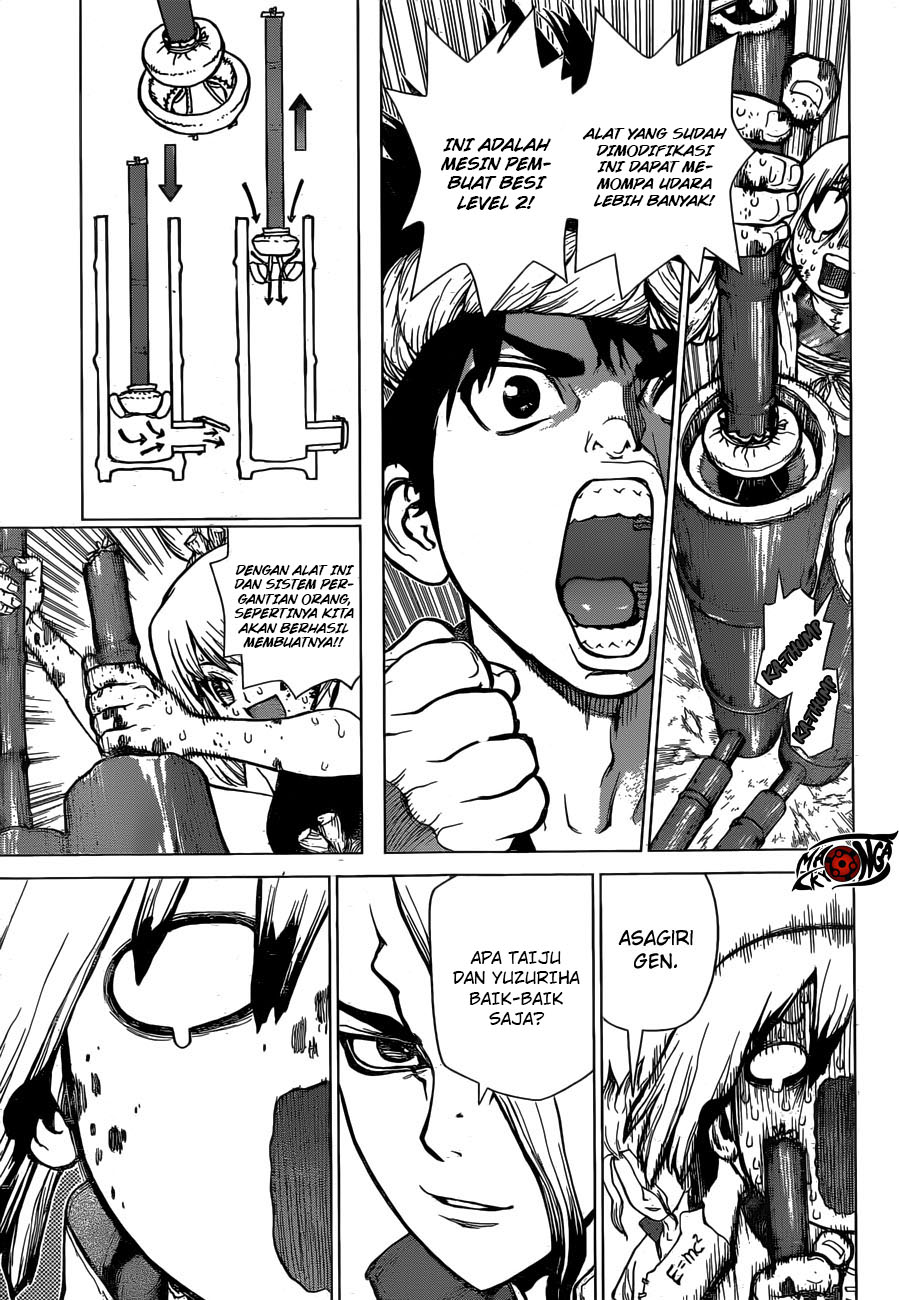 ALAT YANG SUDAH
DIMODIFIKASI
INI DAPAT ME-
MOMPA UDARA
LEBIH BANYAK!
INI ADALAH
MESIN PEM-
BUAT BESI
LEVEL 2!
KA-THUMP
KA-THUMP
DENGAN ALAT INI
DAN SISTEM PER-
GANTIAN ORANG,
SEPERTINYA KITA
AKAN BERHASIL
MEMBUATNYA!!
MANGAKU
ASAGIRI
GEN.
E=mc²
APA TAIJU
DAN YUZURIHA
BAIK-BAIK
SAJA?